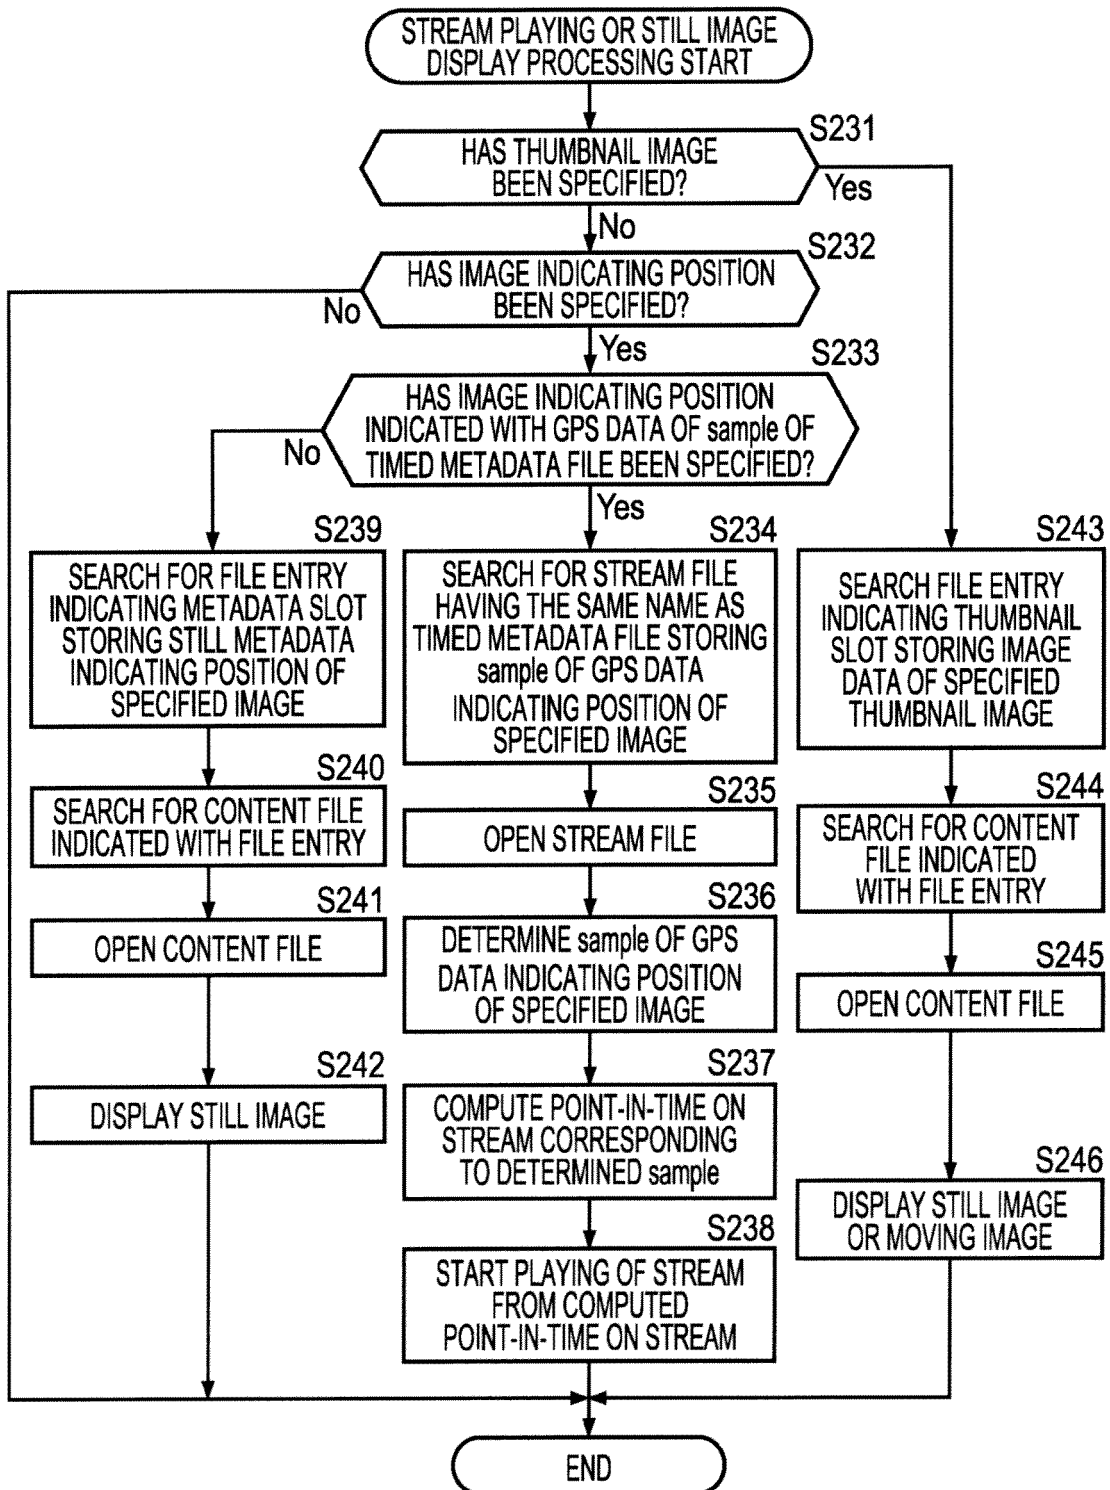 STREAM PLAYING OR STILL IMAGE
DISPLAY PROCESSING START
S231
HAS THUMBNAIL IMAGE
BEEN SPECIFIED?
Yes
No
S232
HAS IMAGE INDICATING POSITION
BEEN SPECIFIED?
No
Yes
S233
HAS IMAGE INDICATING POSITION
INDICATED WITH GPS DATA OF sample OF
TIMED METADATA FILE BEEN SPECIFIED?
No
Yes
S239
SEARCH FOR FILE ENTRY
INDICATING METADATA SLOT
STORING STILL METADATA
INDICATING POSITION OF
SPECIFIED IMAGE
S240
SEARCH FOR CONTENT FILE
INDICATED WITH FILE ENTRY
S241
OPEN CONTENT FILE
S242
DISPLAY STILL IMAGE
S234
SEARCH FOR STREAM FILE
HAVING THE SAME NAME AS
TIMED METADATA FILE STORING
sample OF GPS DATA
INDICATING POSITION OF
SPECIFIED IMAGE
S235
OPEN STREAM FILE
S236
DETERMINE sample OF GPS
DATA INDICATING POSITION
OF SPECIFIED IMAGE
S237
COMPUTE POINT-IN-TIME ON
STREAM CORRESPONDING
TO DETERMINED sample
S238
START PLAYING OF STREAM
FROM COMPUTED
POINT-IN-TIME ON STREAM
S243
SEARCH FILE ENTRY
INDICATING THUMBNAIL
SLOT STORING IMAGE
DATA OF SPECIFIED
THUMBNAIL IMAGE
S244
SEARCH FOR CONTENT
FILE INDICATED
WITH FILE ENTRY
S245
OPEN CONTENT FILE
S246
DISPLAY STILL IMAGE
OR MOVING IMAGE
END